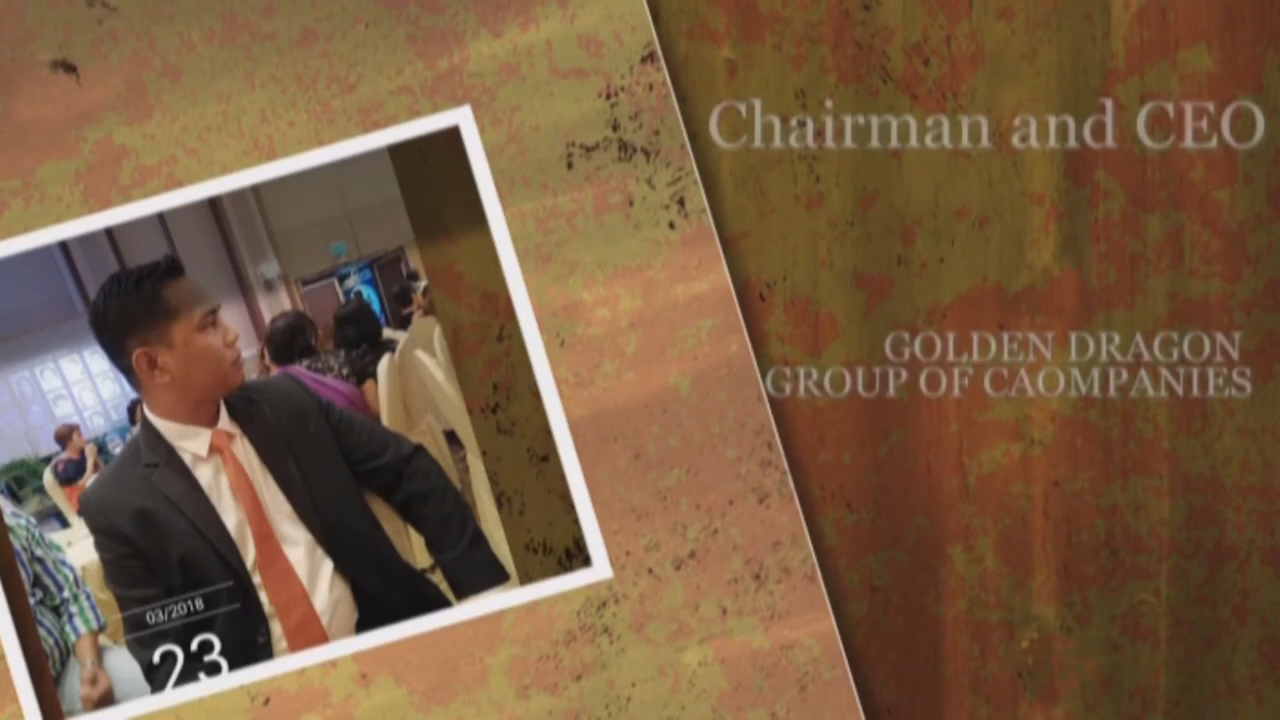 Chairman and CEO
GOLDEN DRAGON
GROUP OF CAOMPANIES
03/2018
23